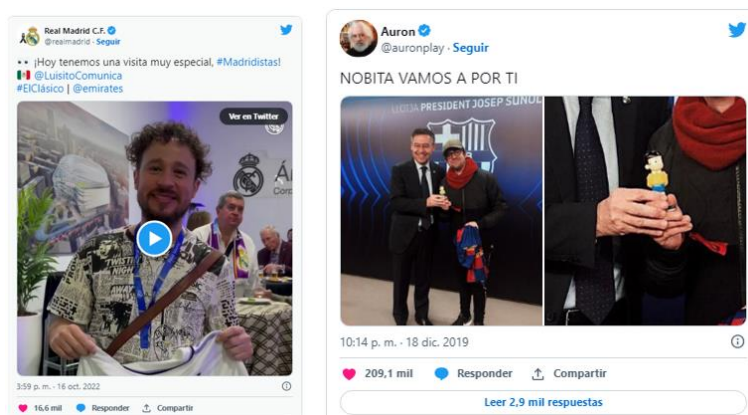 Real Madrid C.F.
@realmadrid · Seguir
¡Hoy tenemos una visita muy especial, #Madridistas!
@LuisitoComunica
#ElClásico | @emirates
Ver en Twitter
3:59 p. m. · 16 oct. 2022
16,6 mil Responder Compartir
Auron
@auronplay · Seguir
NOBITA VAMOS A POR TI
PRESIDENT JOSEP SUÑOL
10:14 p. m. · 18 dic. 2019
209,1 mil Responder Compartir
Leer 2,9 mil respuestas